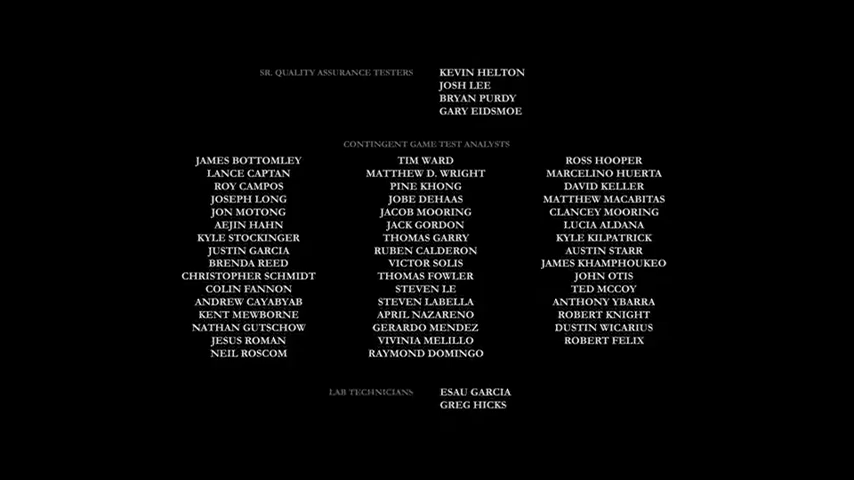 SR. QUALITY ASSURANCE TESTERS KEVIN HELTON
JOSH LEE
BRYAN PURDY
GARY EIDSMOE
CONTINGENT GAME TEST ANALYSTS
JAMES BOTTOMLEY TIM WARD ROSS HOOPER
LANCE CAPTAN MATTHEW D. WRIGHT MARCELINO HUERTA
ROY CAMPOS PINE KHONG DAVID KELLER
JOSEPH LONG JOBE DEHAAS MATTHEW MACABITAS
JON MOTONG JACOB MOORING CLANCEY MOORING
AEJIN HAHN JACK GORDON LUCIA ALDANA
KYLE STOCKINGER THOMAS GARRY KYLE KILPATRICK
JUSTIN GARCIA RUBEN CALDERON AUSTIN STARR
BRENDA REED VICTOR SOLIS JAMES KHAMPHOUKEO
CHRISTOPHER SCHMIDT THOMAS FOWLER JOHN OTIS
COLIN FANNON STEVEN LE TED MCCOY
ANDREW CAYABYAB STEVEN LABELLA ANTHONY YBARRA
KENT MEWBORNE APRIL NAZARENO ROBERT KNIGHT
NATHAN GUTSCHOW GERARDO MENDEZ DUSTIN WICARIUS
JESUS ROMAN VIVINIA MELILLO ROBERT FELIX
NEIL ROSCOM RAYMOND DOMINGO
LAB TECHNICIANS ESAU GARCIA
GREG HICKS